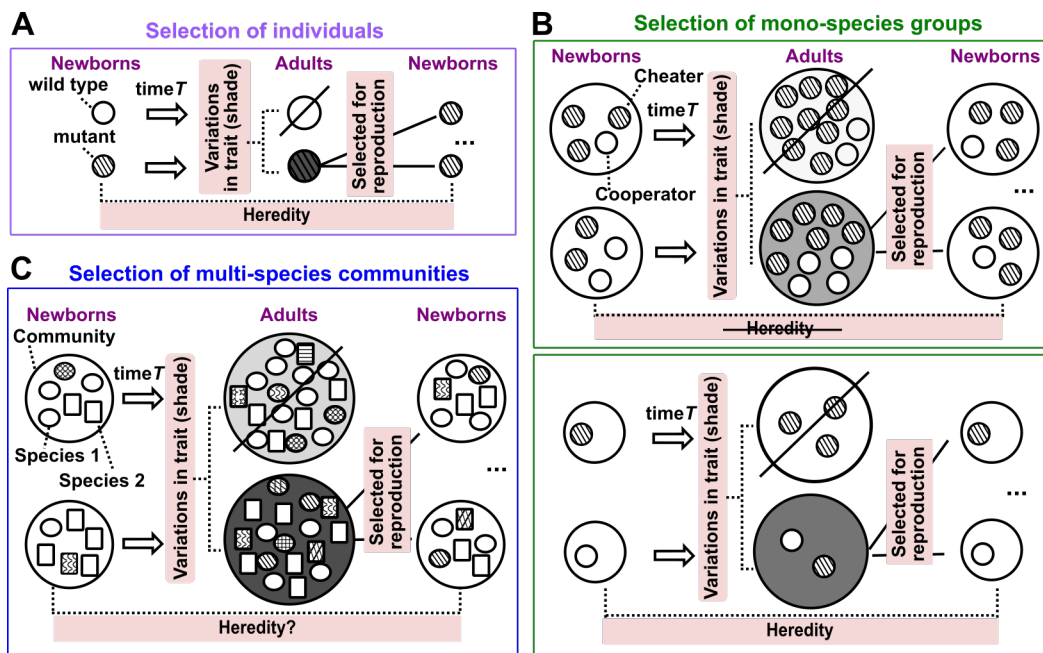 A
Selection of individuals
Newborns
Adults
Newborns
wild type
time T
mutant
Variations
in trait (shade)
Selected for
reproduction
...
Heredity
B
Selection of mono-species groups
Newborns
Adults
Newborns
Cheater
time T
Cooperator
Variations in trait (shade)
Selected for
reproduction
...
Heredity
time T
Variations in trait (shade)
Selected for
reproduction
...
Heredity
C
Selection of multi-species communities
Newborns
Adults
Newborns
Community
time T
Species 1
Species 2
Variations in trait (shade)
Selected for
reproduction
...
Heredity?